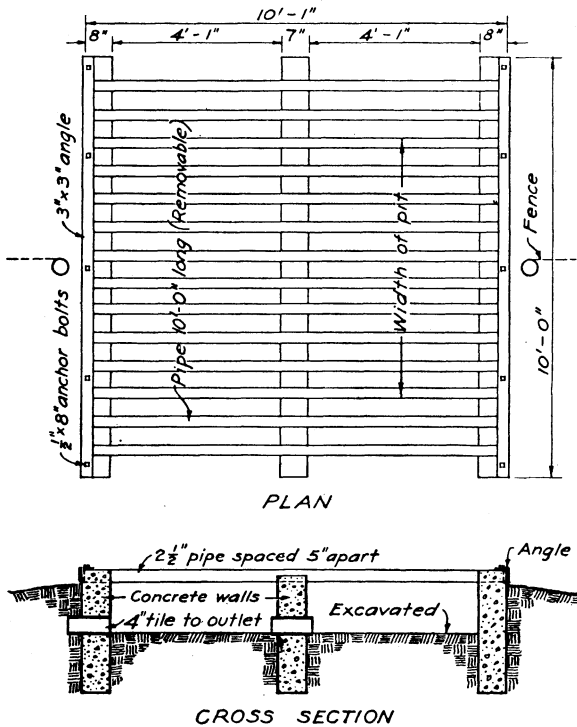 10'-1"
8" 4'-1" 7" 4'-1" 8"
3"x3" angle
Pipe 10'-0" long (Removable)
Width of pit
Fence
10'-0"
½"x8" anchor bolts
PLAN
2½" pipe spaced 5" apart
Angle
Concrete walls
4" tile to outlet
Excavated
CROSS SECTION